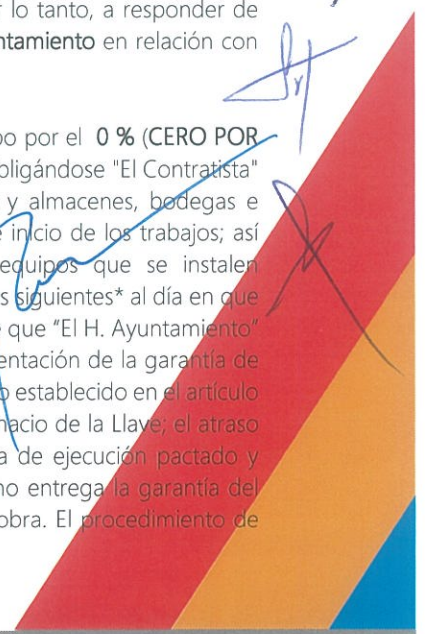 r lo tanto, a responder de
ntamiento en relación con
oo por el 0 % (CERO POR
oligándose "El Contratista"
y almacenes, bodegas e
e inicio de los trabajos; así
equipos que se instalen
s siguientes* al día en que
e que "El H. Ayuntamiento"
entación de la garantía de
o establecido en el artículo
nacio de la Llave; el atraso
a de ejecución pactado y
no entrega la garantía del
obra. El procedimiento de